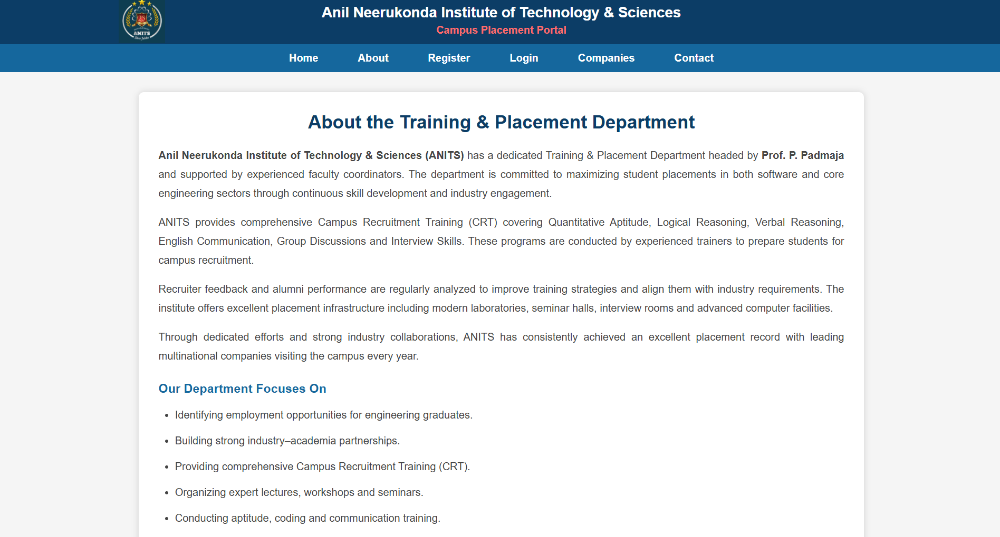 25
ANITS
Silver Jubilee
Anil Neerukonda Institute of Technology & Sciences
Campus Placement Portal
Home About Register Login Companies Contact
About the Training & Placement Department
Anil Neerukonda Institute of Technology & Sciences (ANITS) has a dedicated Training & Placement Department headed by Prof. P. Padmaja
and supported by experienced faculty coordinators. The department is committed to maximizing student placements in both software and core
engineering sectors through continuous skill development and industry engagement.
ANITS provides comprehensive Campus Recruitment Training (CRT) covering Quantitative Aptitude, Logical Reasoning, Verbal Reasoning,
English Communication, Group Discussions and Interview Skills. These programs are conducted by experienced trainers to prepare students for
campus recruitment.
Recruiter feedback and alumni performance are regularly analyzed to improve training strategies and align them with industry requirements. The
institute offers excellent placement infrastructure including modern laboratories, seminar halls, interview rooms and advanced computer facilities.
Through dedicated efforts and strong industry collaborations, ANITS has consistently achieved an excellent placement record with leading
multinational companies visiting the campus every year.
Our Department Focuses On
• Identifying employment opportunities for engineering graduates.
• Building strong industry–academia partnerships.
• Providing comprehensive Campus Recruitment Training (CRT).
• Organizing expert lectures, workshops and seminars.
• Conducting aptitude, coding and communication training.